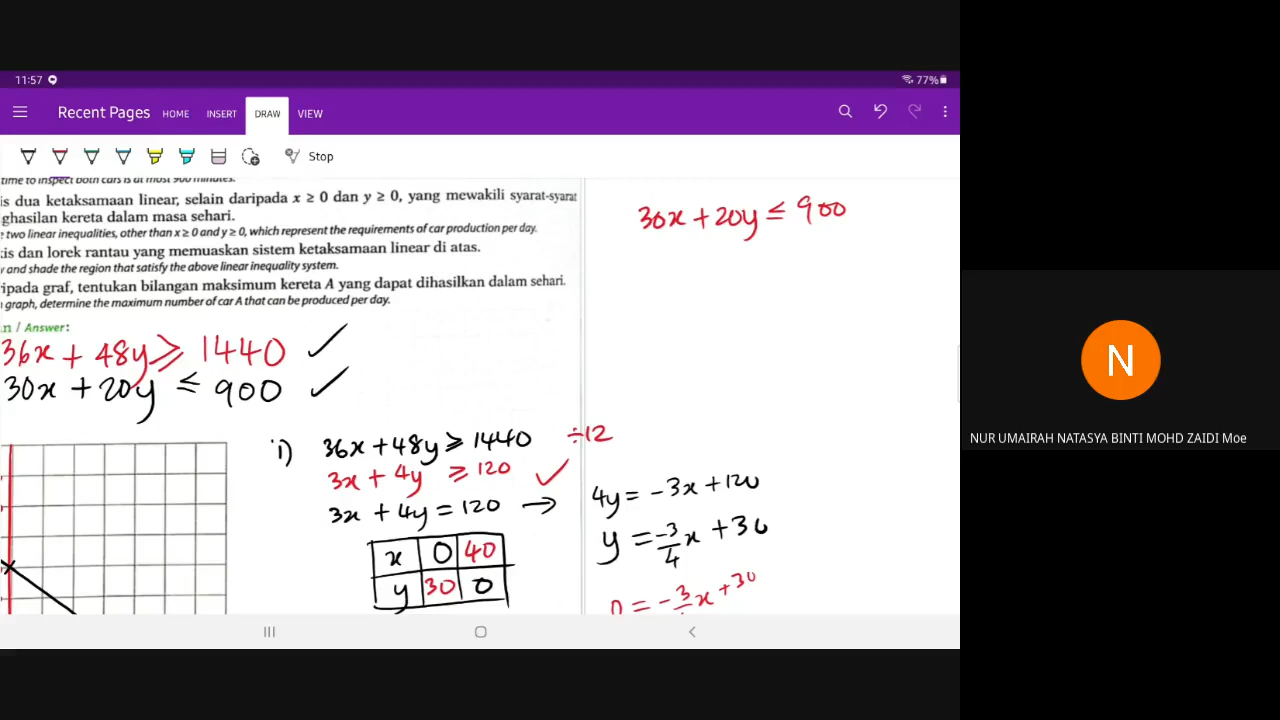 11:57
77%
Recent Pages HOME INSERT DRAW VIEW
Stop
time to inspect both cars is at most 900 minutes.
is dua ketaksamaan linear, selain daripada x ≥ 0 dan y ≥ 0, yang mewakili syarat-syarat
ghasilan kereta dalam masa sehari.
two linear inequalities, other than x ≥ 0 and y ≥ 0, which represent the requirements of car production per day.
is dan lorek rantau yang memuaskan sistem ketaksamaan linear di atas.
and shade the region that satisfy the above linear inequality system.
ripada graf, tentukan bilangan maksimum kereta A yang dapat dihasilkan dalam sehari.
graph, determine the maximum number of car A that can be produced per day.
n / Answer:
36x + 48y ≥ 1440 ✓
30x + 20y ≤ 900 ✓
30x + 20y ≤ 900
i) 36x + 48y ≥ 1440 ÷12
3x + 4y ≥ 120 ✓
3x + 4y = 120 →
x 0 40
y 30 0
4y = -3x + 120
y = -3/4 x + 30
0 = -3/4 x + 30
N
NUR UMAIRAH NATASYA BINTI MOHD ZAIDI Moe